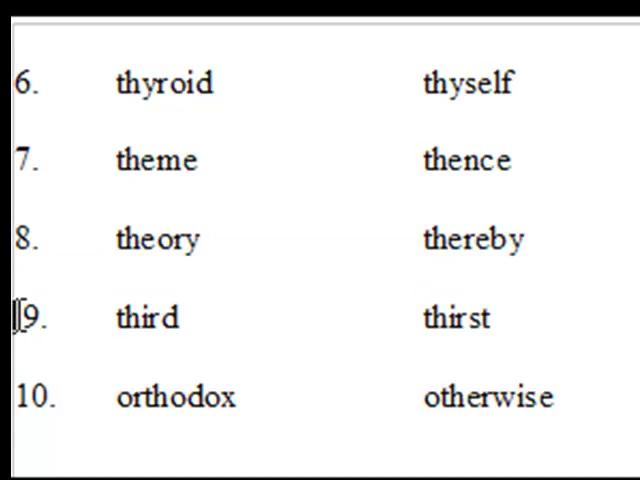 6. thyroid thyself
7. theme thence
8. theory thereby
9. third thirst
10. orthodox otherwise